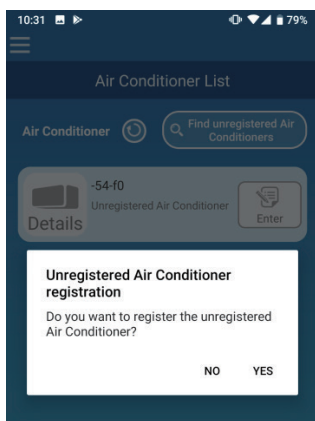 10:31 79%
Air Conditioner List
Air Conditioner Find unregistered Air
Conditioners
-54-f0
Unregistered Air Conditioner
Details Enter
Unregistered Air Conditioner
registration
Do you want to register the unregistered
Air Conditioner?
NO YES